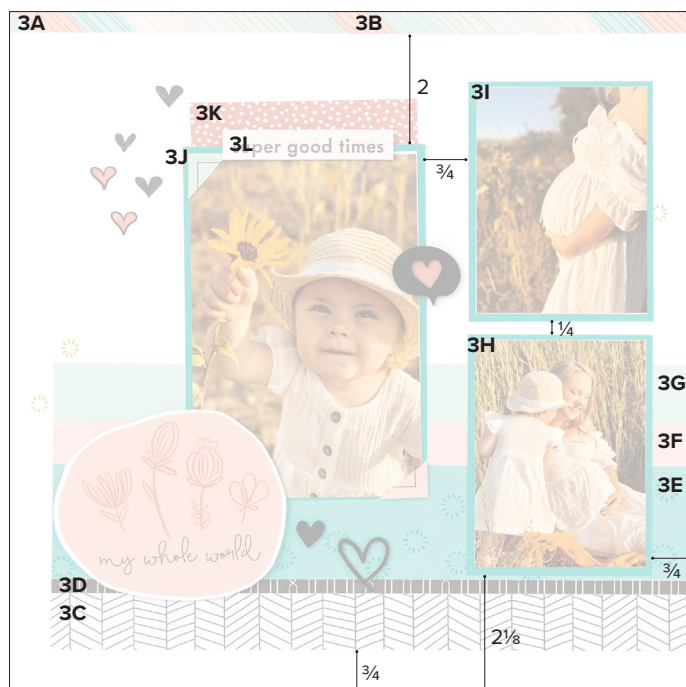 3A
3B
2
3I
3K
3L
per good times
3J
¾
¼
3H
3G
3F
3E
my whole world
¾
3D
3C
2⅛
¾